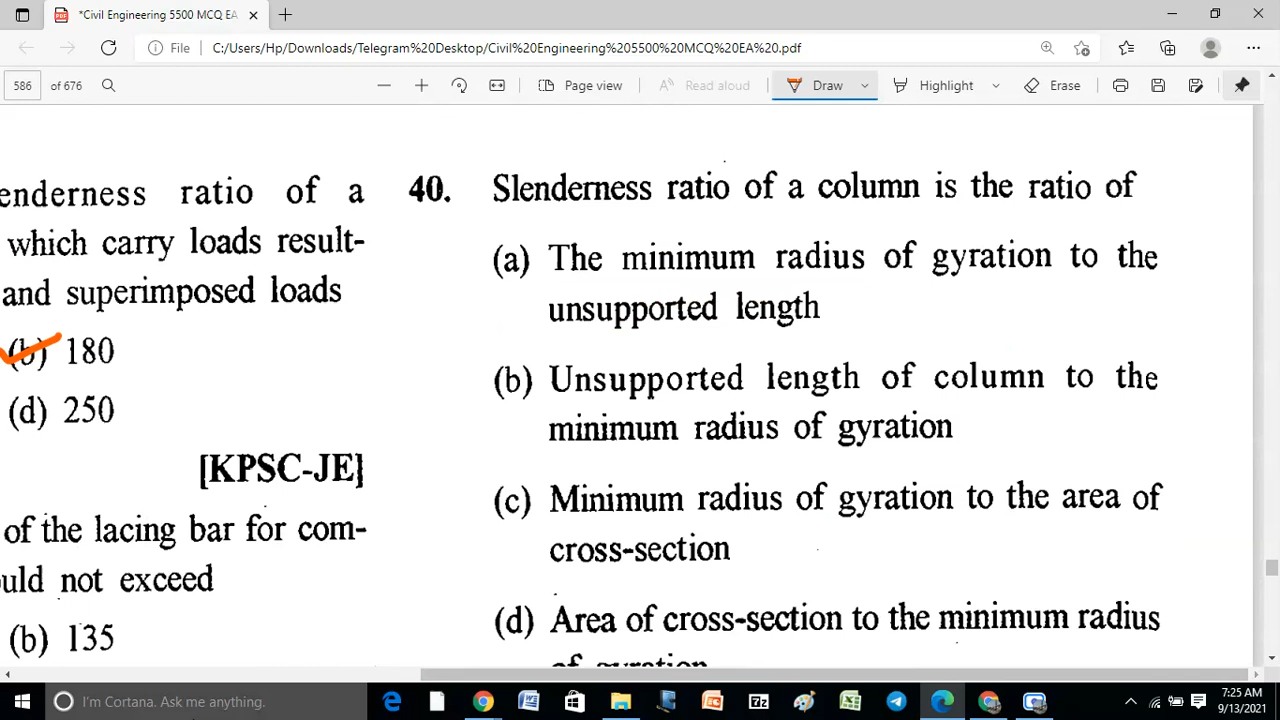 *Civil Engineering 5500 MCQ EA
File C:/Users/Hp/Downloads/Telegram%20Desktop/Civil%20Engineering%205500%20MCQ%20EA%20.pdf
586 of 676 Page view Read aloud Draw Highlight Erase
enderness ratio of a
which carry loads result-
and superimposed loads
(b) 180
(d) 250
[KPSC-JE]
of the lacing bar for com-
uld not exceed
(b) 135
40. Slenderness ratio of a column is the ratio of
(a) The minimum radius of gyration to the
unsupported length
(b) Unsupported length of column to the
minimum radius of gyration
(c) Minimum radius of gyration to the area of
cross-section
(d) Area of cross-section to the minimum radius
of gyration
I'm Cortana. Ask me anything.
7:25 AM
9/13/2021